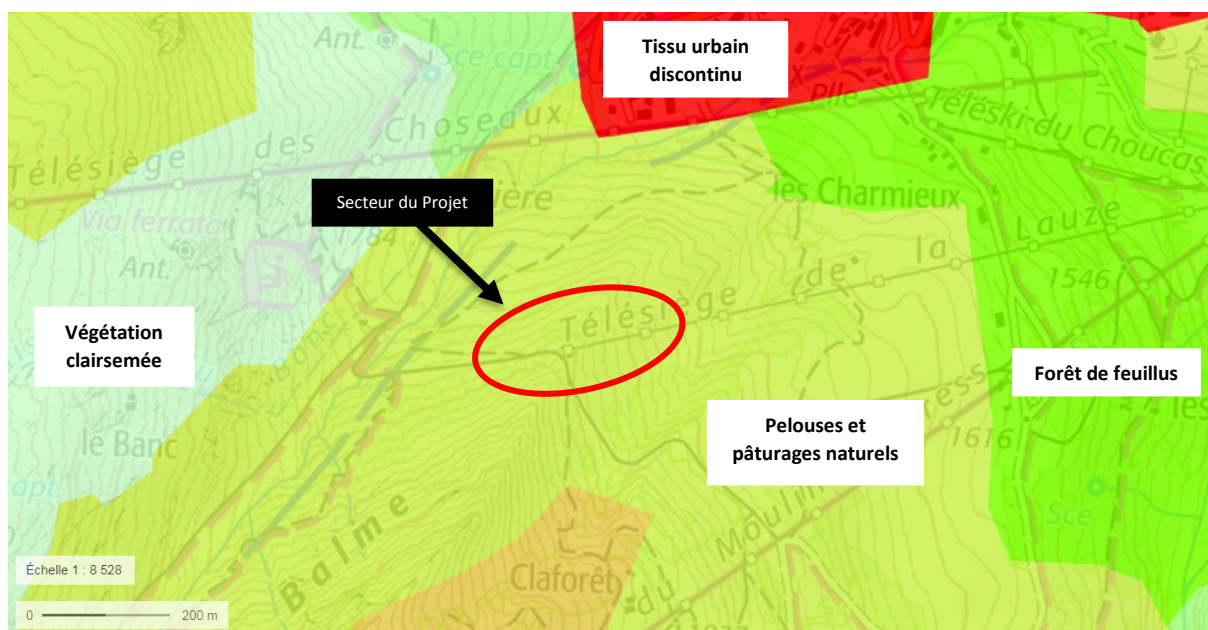 Ant.
Sce capt.
Tissu urbain
discontinu
Plle
Télésiège des Choseaux
Téléski du Choucas
Secteur du Projet
les Charmieux
Via ferrata
1784
Ant.
Télésiège de la Lauze
1546
Végétation
clairsemée
Forêt de feuillus
Pelouses et
pâturages naturels
1616
le Banc
capt.
Sce
Balme
Claforêt
du Moulin
Échelle 1 : 8 528
0 200 m